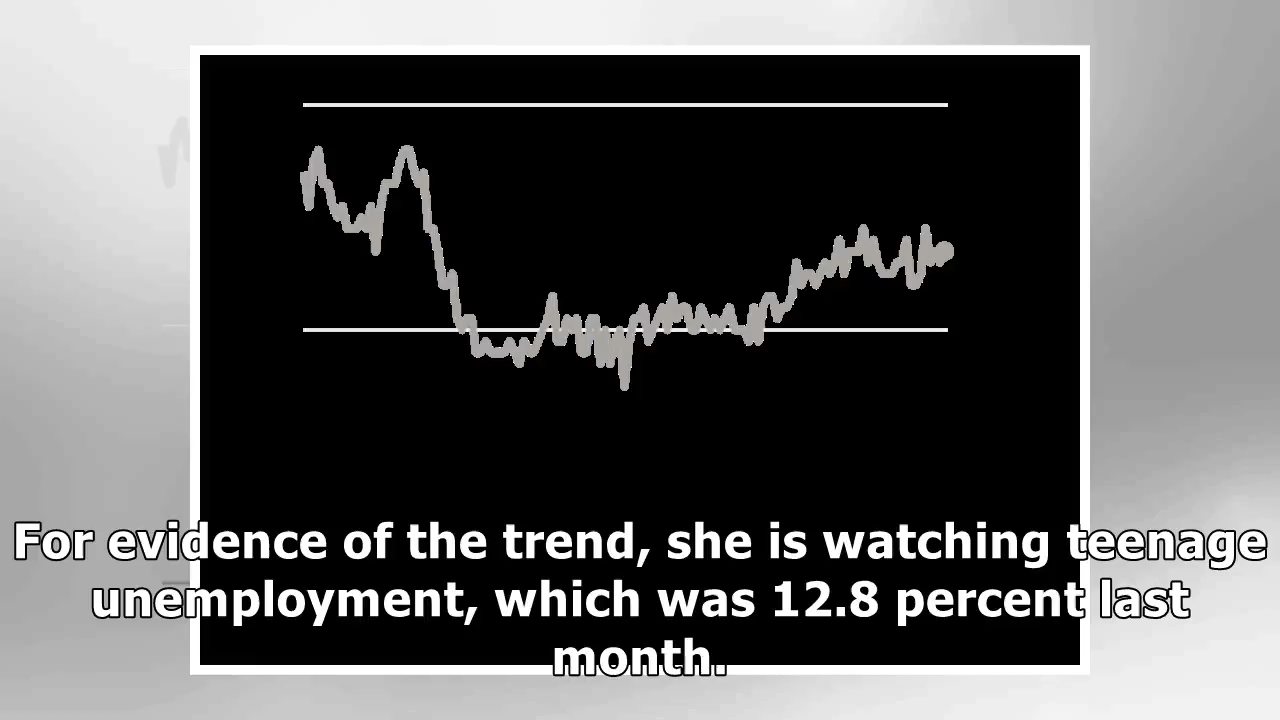 For evidence of the trend, she is watching teenage
unemployment, which was 12.8 percent last
month.